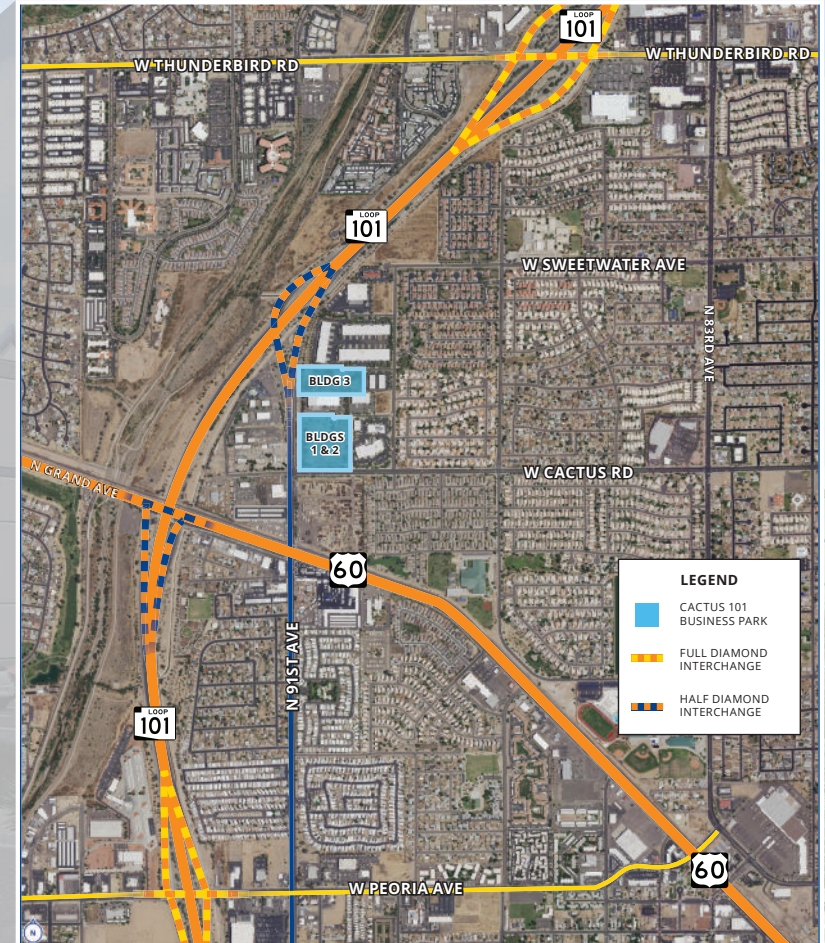 LOOP
101
W THUNDERBIRD RD
W THUNDERBIRD RD
LOOP
101
W SWEETWATER AVE
N 83RD AVE
BLDG 3
BLDGS
1 & 2
W CACTUS RD
N GRAND AVE
60
LEGEND
CACTUS 101
BUSINESS PARK
FULL DIAMOND
INTERCHANGE
HALF DIAMOND
INTERCHANGE
N 91ST AVE
LOOP
101
60
W PEORIA AVE
N